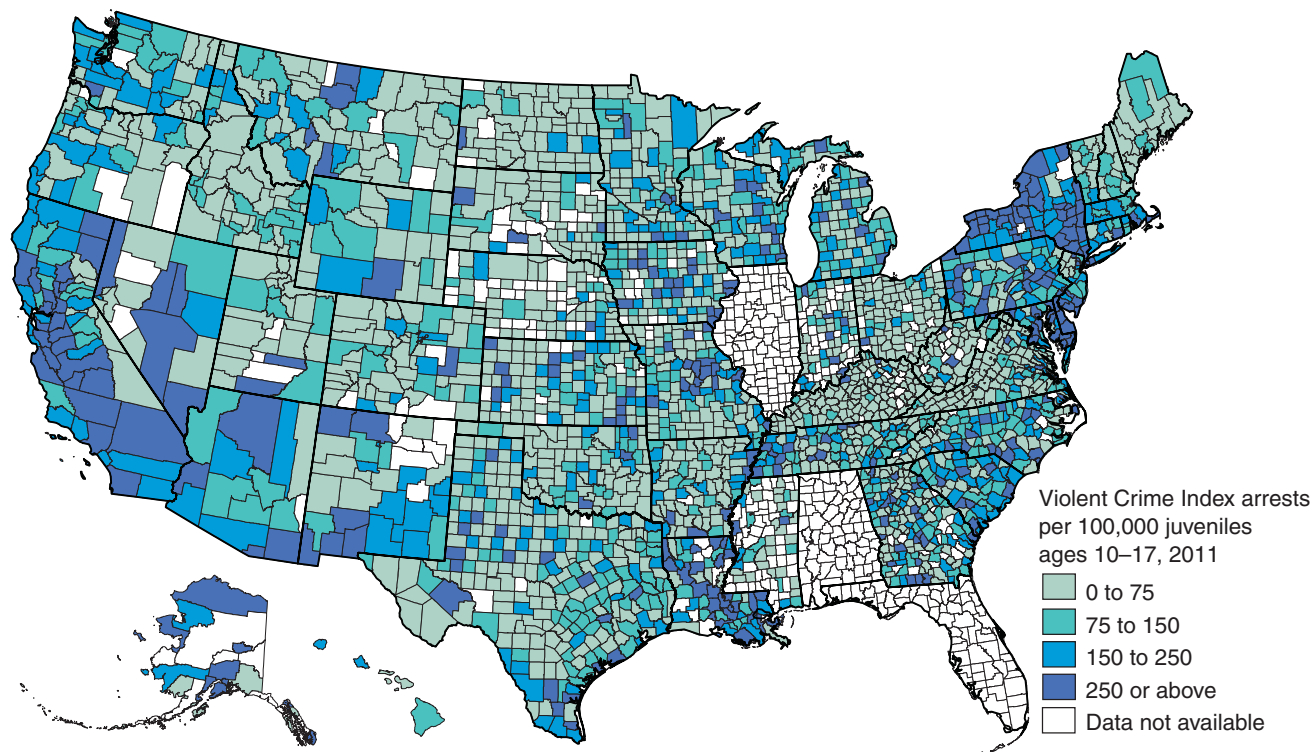 Violent Crime Index arrests
per 100,000 juveniles
ages 10–17, 2011
0 to 75
75 to 150
150 to 250
250 or above
Data not available